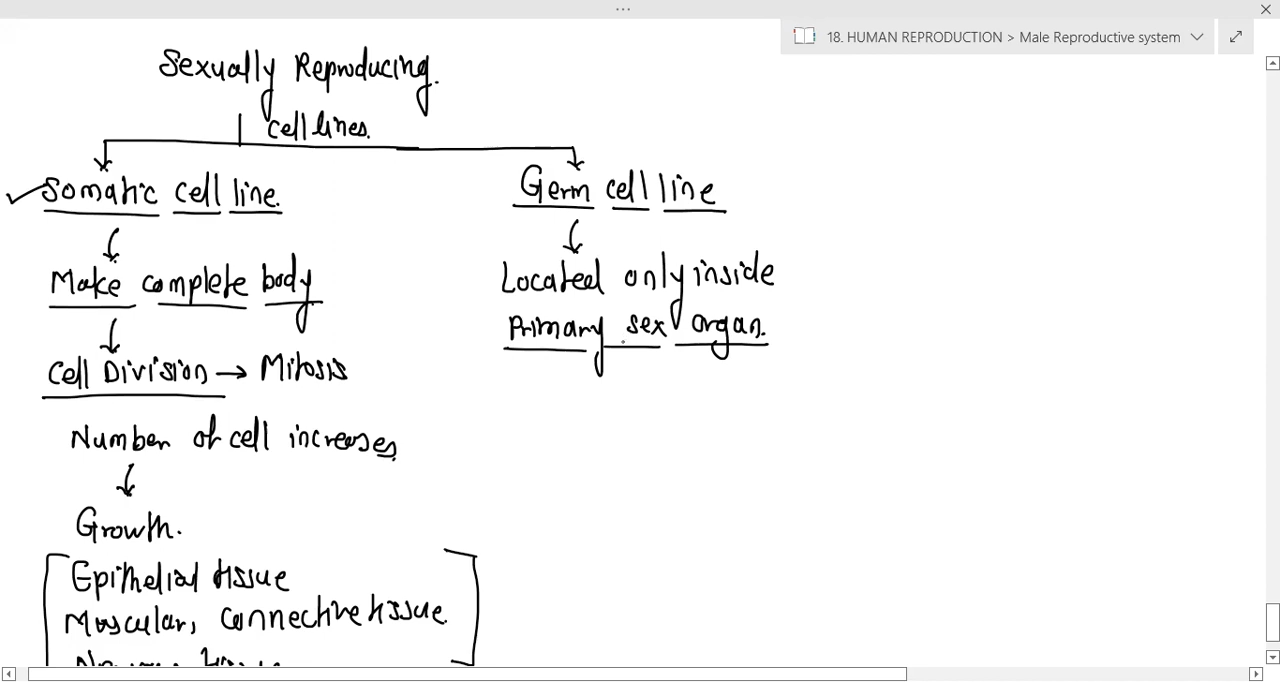 18. HUMAN REPRODUCTION > Male Reproductive system
Sexually Reproducing.
cell lines.
Somatic cell line.
Make complete body
Cell Division → Mitosis
Number of cell increases.
Growth.
Epithelial tissue
Muscular, Connective tissue.
Germ cell line
Located only inside
Primary sex organ.